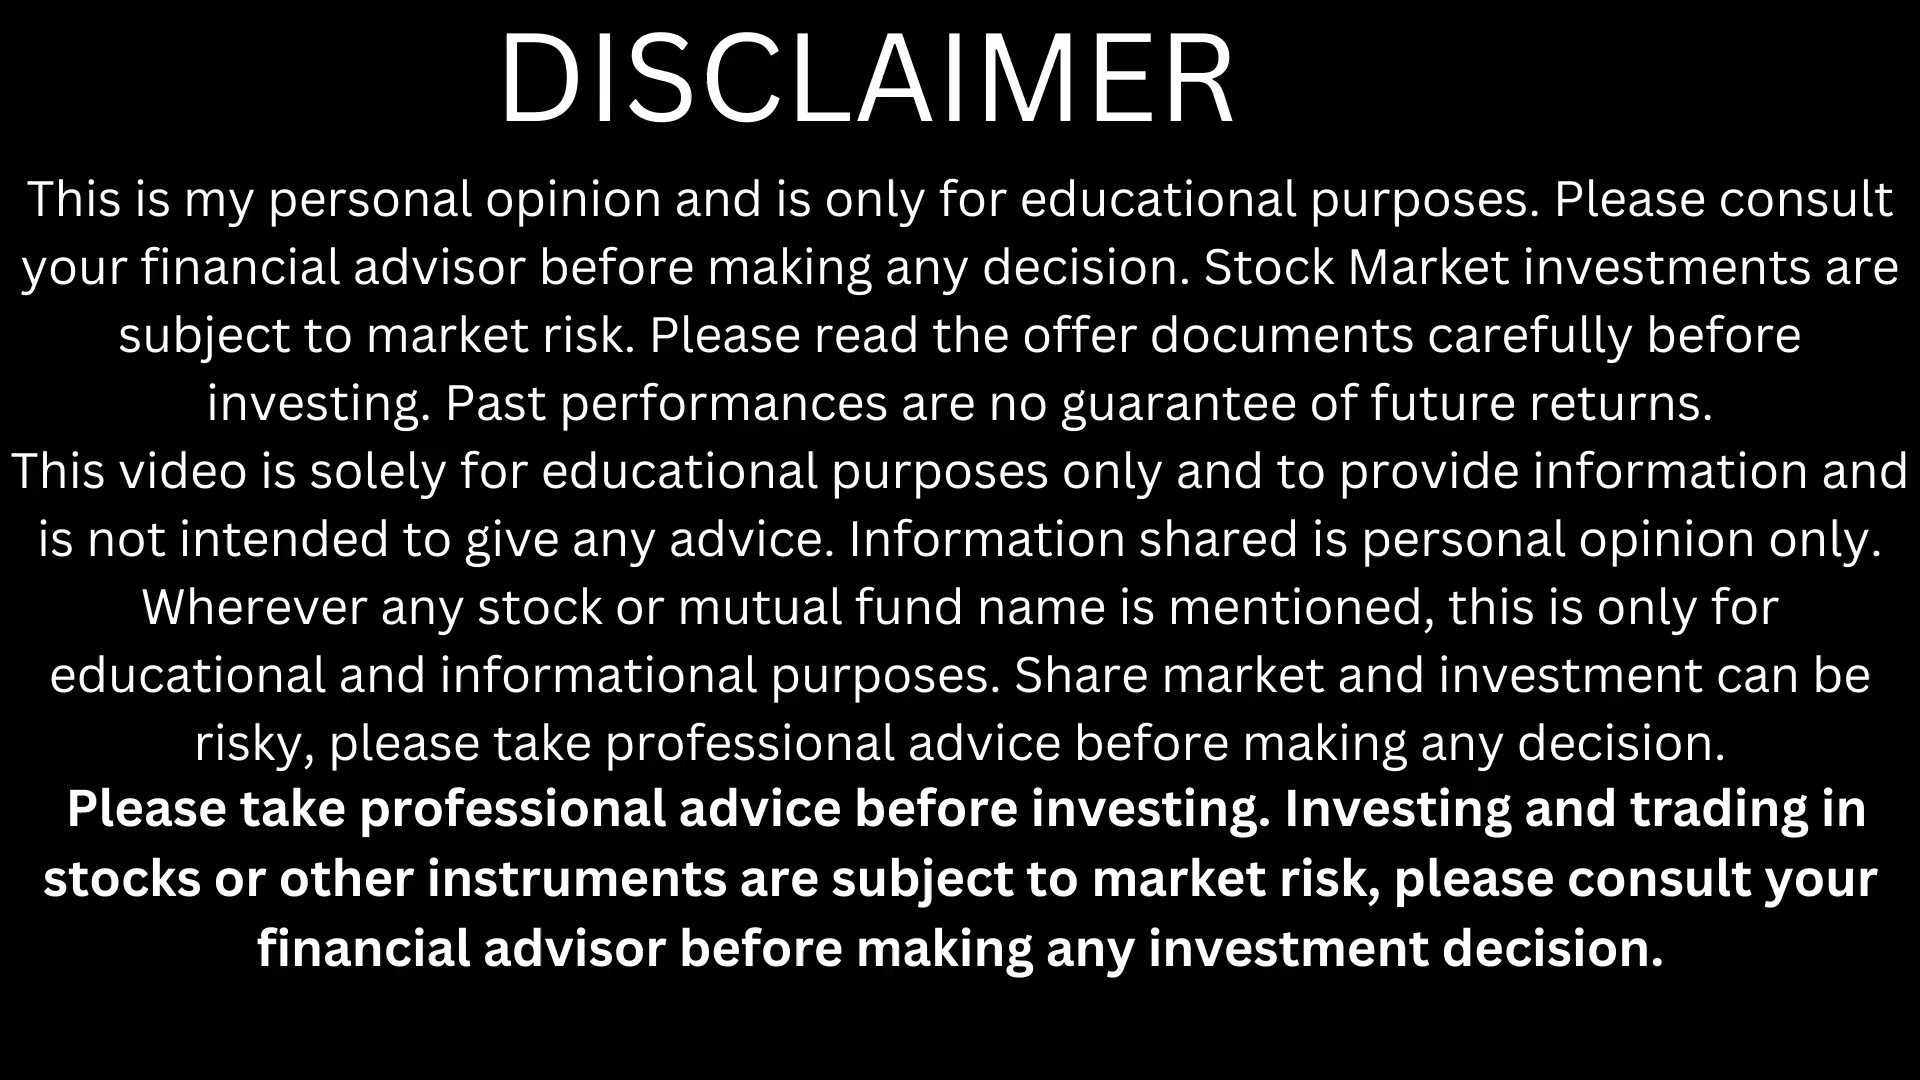 DISCLAIMER
This is my personal opinion and is only for educational purposes. Please consult
your financial advisor before making any decision. Stock Market investments are
subject to market risk. Please read the offer documents carefully before
investing. Past performances are no guarantee of future returns.
This video is solely for educational purposes only and to provide information and
is not intended to give any advice. Information shared is personal opinion only.
Wherever any stock or mutual fund name is mentioned, this is only for
educational and informational purposes. Share market and investment can be
risky, please take professional advice before making any decision.
Please take professional advice before investing. Investing and trading in
stocks or other instruments are subject to market risk, please consult your
financial advisor before making any investment decision.